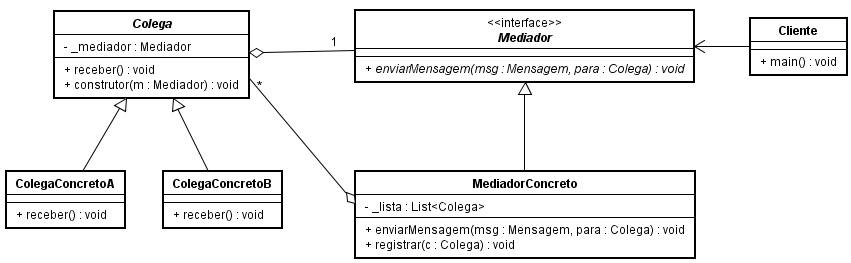 Colega
- _mediador : Mediador
+ receber() : void
+ construtor(m : Mediador) : void
1
*
<<interface>>
Mediador
+ enviarMensagem(msg : Mensagem, para : Colega) : void
Cliente
+ main() : void
ColegaConcretoA
+ receber() : void
ColegaConcretoB
+ receber() : void
MediadorConcreto
- _lista : List<Colega>
+ enviarMensagem(msg : Mensagem, para : Colega) : void
+ registrar(c : Colega) : void